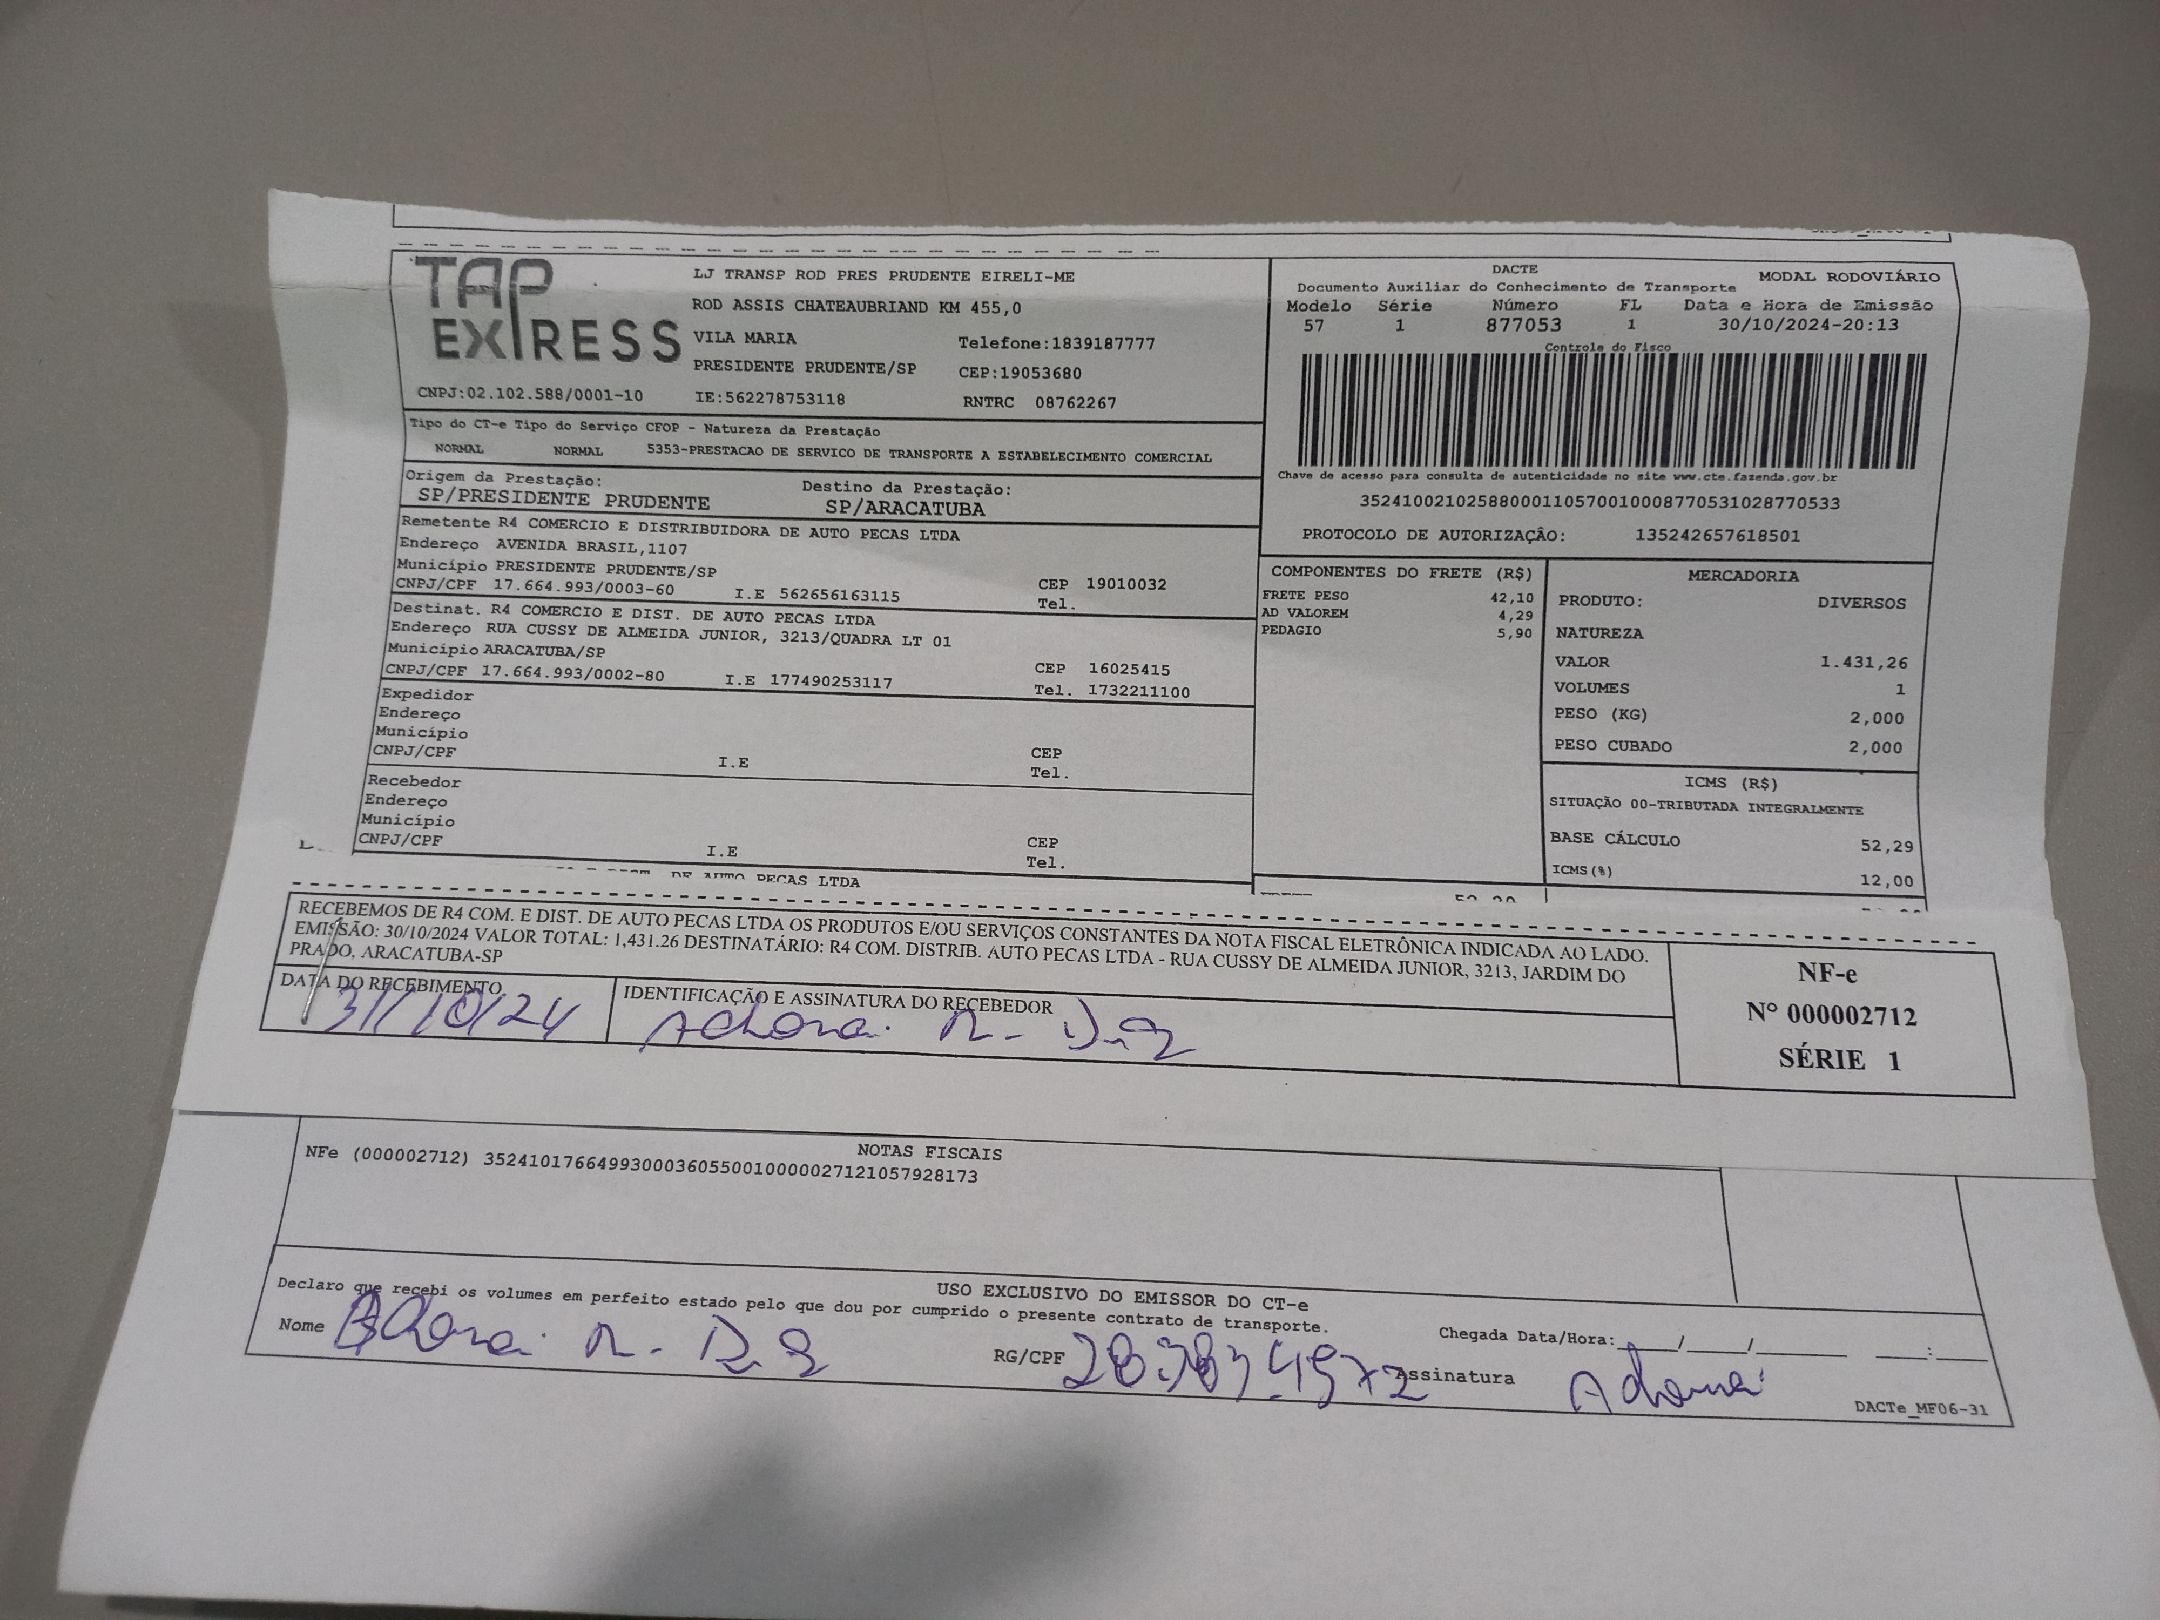 TAP
EXPRESS
CNPJ:02.102.588/0001-10
LJ TRANSP ROD PRES PRUDENTE EIRELI-ME
ROD ASSIS CHATEAUBRIAND KM 455,0
VILA MARIA Telefone:1839187777
PRESIDENTE PRUDENTE/SP CEP:19053680
IE:562278753118 RNTRC 08762267
DACTE MODAL RODOVIÁRIO
Documento Auxiliar do Conhecimento de Transporte
Modelo Série Número FL Data e Hora de Emissão
57 1 877053 1 30/10/2024-20:13
Controle do Fisco
Chave de acesso para consulta de autenticidade no site www.cte.fazenda.gov.br
35241002102588000110570010008770531028770533
PROTOCOLO DE AUTORIZAÇÂO: 135242657618501
Tipo do CT-e Tipo do Serviço CFOP - Natureza da Prestação
NORMAL NORMAL 5353-PRESTACAO DE SERVICO DE TRANSPORTE A ESTABELECIMENTO COMERCIAL
Origem da Prestação: Destino da Prestação:
SP/PRESIDENTE PRUDENTE SP/ARACATUBA
Remetente R4 COMERCIO E DISTRIBUIDORA DE AUTO PECAS LTDA
Endereço AVENIDA BRASIL,1107
Município PRESIDENTE PRUDENTE/SP CEP 19010032
CNPJ/CPF 17.664.993/0003-60 I.E 562656163115 Tel.
Destinat. R4 COMERCIO E DIST. DE AUTO PECAS LTDA
Endereço RUA CUSSY DE ALMEIDA JUNIOR, 3213/QUADRA LT 01
Município ARACATUBA/SP CEP 16025415
CNPJ/CPF 17.664.993/0002-80 I.E 177490253117 Tel. 1732211100
Expedidor
Endereço
Município CEP
CNPJ/CPF I.E Tel.
Recebedor
Endereço
Município CEP
CNPJ/CPF I.E Tel.
DE AUTO PECAS LTDA
COMPONENTES DO FRETE (R$)
FRETE PESO 42,10
AD VALOREM 4,29
PEDAGIO 5,90
MERCADORIA
PRODUTO: DIVERSOS
NATUREZA
VALOR 1.431,26
VOLUMES 1
PESO (KG) 2,000
PESO CUBADO 2,000
ICMS (R$)
SITUAÇÃO 00-TRIBUTADA INTEGRALMENTE
BASE CÁLCULO 52,29
ICMS(%) 12,00
RECEBEMOS DE R4 COM. E DIST. DE AUTO PECAS LTDA OS PRODUTOS E/OU SERVIÇOS CONSTANTES DA NOTA FISCAL ELETRÔNICA INDICADA AO LADO.
EMISSÃO: 30/10/2024 VALOR TOTAL: 1,431.26 DESTINATÁRIO: R4 COM. DISTRIB. AUTO PECAS LTDA - RUA CUSSY DE ALMEIDA JUNIOR, 3213, JARDIM DO
PRADO, ARACATUBA-SP
DATA DO RECEBIMENTO IDENTIFICAÇÃO E ASSINATURA DO RECEBEDOR
31/10/24
NF-e
Nº 000002712
SÉRIE 1
NOTAS FISCAIS
NFe (000002712) 35241017664993000360550010000027121057928173
USO EXCLUSIVO DO EMISSOR DO CT-e
Declaro que recebi os volumes em perfeito estado pelo que dou por cumprido o presente contrato de transporte.
Chegada Data/Hora:___/___/_____ ___:___
Nome RG/CPF Assinatura
DACTe_MF06-31